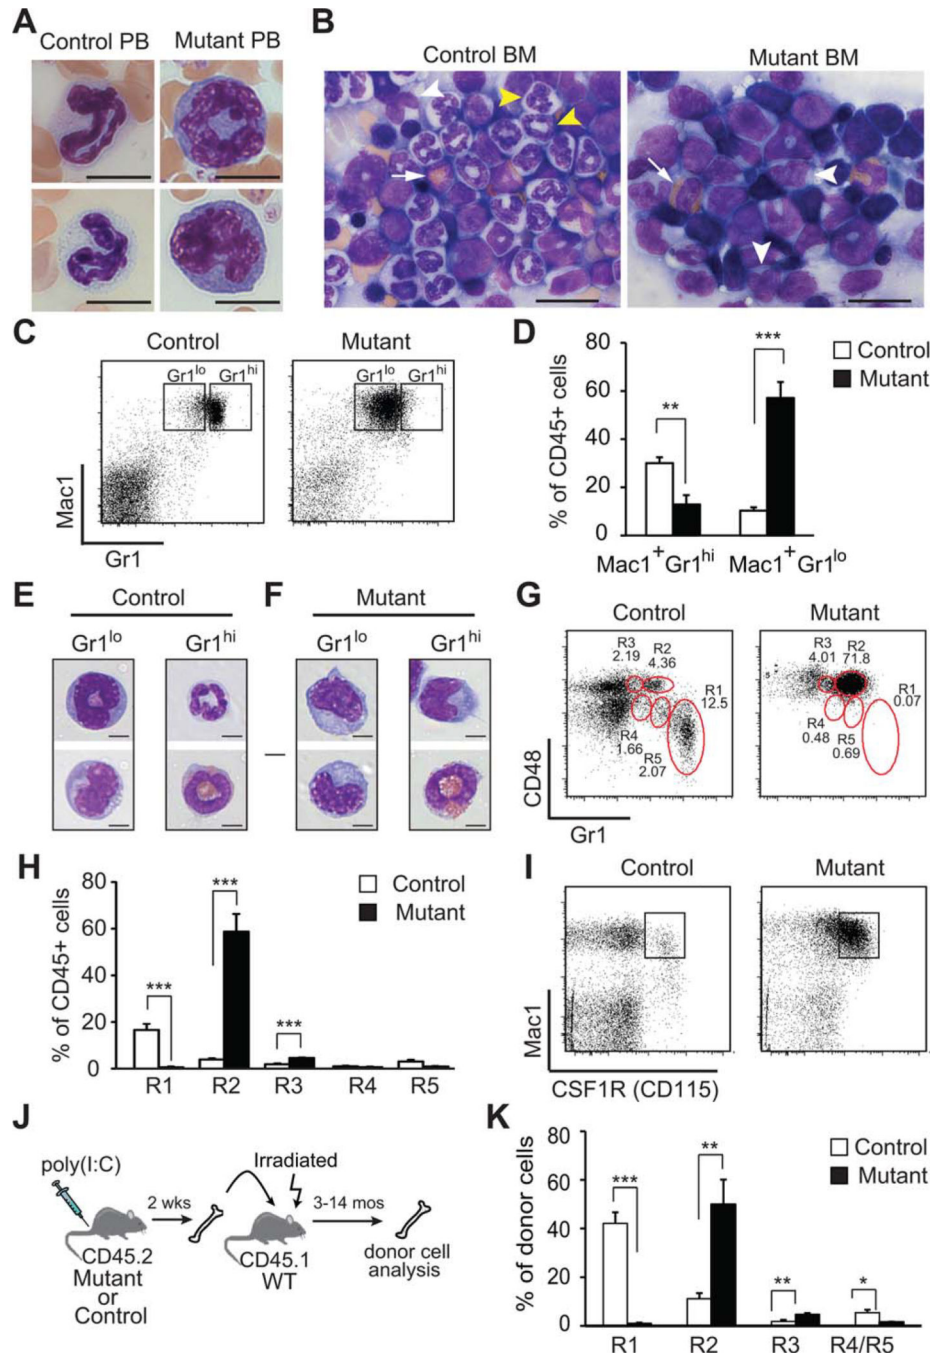 A
Control PB
Mutant PB
B
Control BM
Mutant BM
C
Control
Mutant
Gr1lo
Gr1hi
Gr1lo
Gr1hi
Mac1
Gr1
D
% of CD45+ cells
80
60
40
20
0
**
***
Control
Mutant
Mac1+Gr1hi
Mac1+Gr1lo
E
Control
Gr1lo
Gr1hi
F
Mutant
Gr1lo
Gr1hi
G
Control
Mutant
R3
2.19
R2
4.36
R1
12.5
R4
1.66
R5
2.07
R3
4.01
R2
71.8
R1
0.07
R4
0.48
R5
0.69
CD48
Gr1
H
% of CD45+ cells
80
60
40
20
0
***
***
***
Control
Mutant
R1
R2
R3
R4
R5
I
Control
Mutant
Mac1
CSF1R (CD115)
J
poly(I:C)
2 wks
Irradiated
3-14 mos
CD45.2
Mutant
or
Control
CD45.1
WT
donor cell
analysis
K
% of donor cells
80
60
40
20
0
***
**
**
*
Control
Mutant
R1
R2
R3
R4/R5